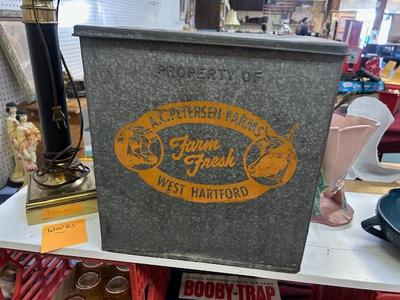 PROPERTY OF
A.C. PETERSEN FARMS
Farm
Fresh
WEST HARTFORD
WORKS
BOOBY-TRAP